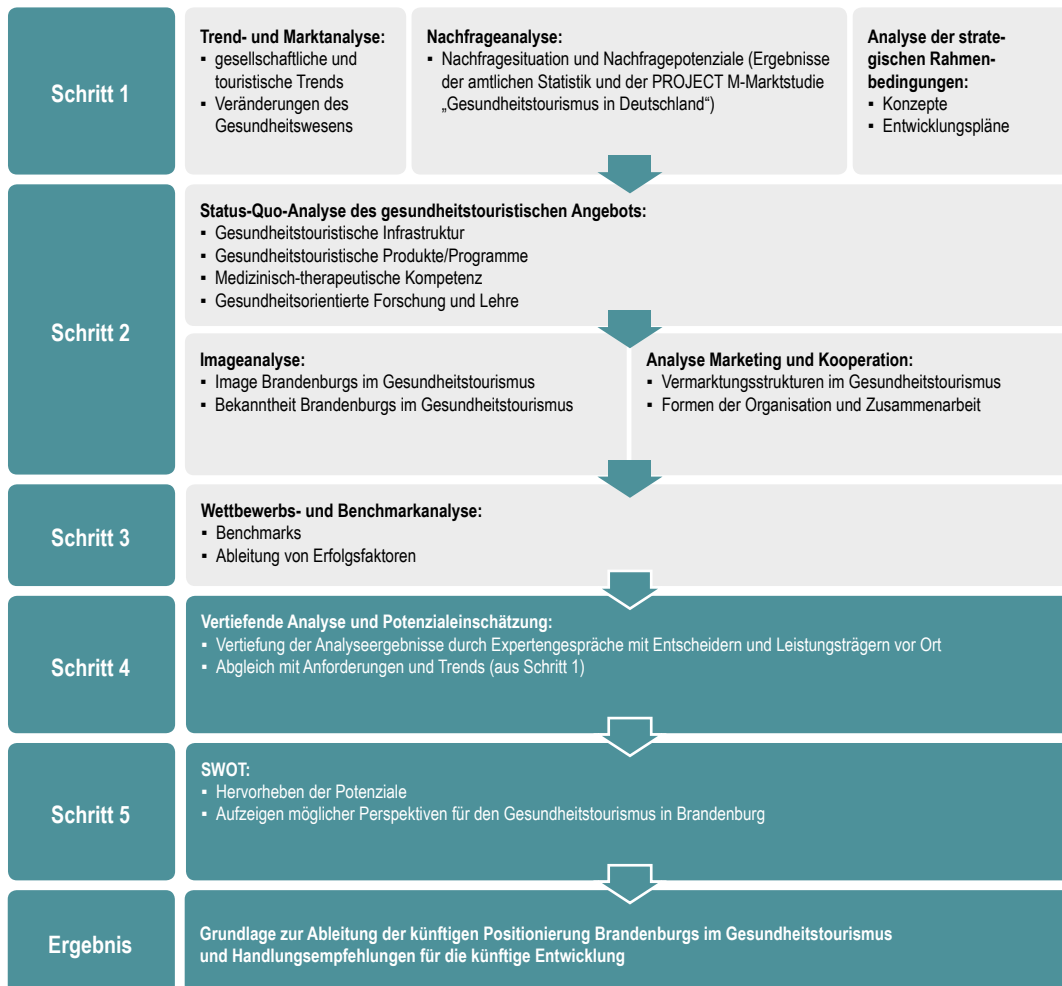 Schritt 1
Trend- und Marktanalyse:
▪ gesellschaftliche und
touristische Trends
▪ Veränderungen des
Gesundheitswesens
Nachfrageanalyse:
▪ Nachfragesituation und Nachfragepotenziale (Ergebnisse
der amtlichen Statistik und der PROJECT M-Marktstudie
„Gesundheitstourismus in Deutschland“)
Analyse der strate-
gischen Rahmen-
bedingungen:
▪ Konzepte
▪ Entwicklungspläne
Schritt 2
Status-Quo-Analyse des gesundheitstouristischen Angebots:
▪ Gesundheitstouristische Infrastruktur
▪ Gesundheitstouristische Produkte/Programme
▪ Medizinisch-therapeutische Kompetenz
▪ Gesundheitsorientierte Forschung und Lehre
Imageanalyse:
▪ Image Brandenburgs im Gesundheitstourismus
▪ Bekanntheit Brandenburgs im Gesundheitstourismus
Analyse Marketing und Kooperation:
▪ Vermarktungsstrukturen im Gesundheitstourismus
▪ Formen der Organisation und Zusammenarbeit
Schritt 3
Wettbewerbs- und Benchmarkanalyse:
▪ Benchmarks
▪ Ableitung von Erfolgsfaktoren
Schritt 4
Vertiefende Analyse und Potenzialeinschätzung:
▪ Vertiefung der Analyseergebnisse durch Expertengespräche mit Entscheidern und Leistungsträgern vor Ort
▪ Abgleich mit Anforderungen und Trends (aus Schritt 1)
Schritt 5
SWOT:
▪ Hervorheben der Potenziale
▪ Aufzeigen möglicher Perspektiven für den Gesundheitstourismus in Brandenburg
Ergebnis
Grundlage zur Ableitung der künftigen Positionierung Brandenburgs im Gesundheitstourismus
und Handlungsempfehlungen für die künftige Entwicklung